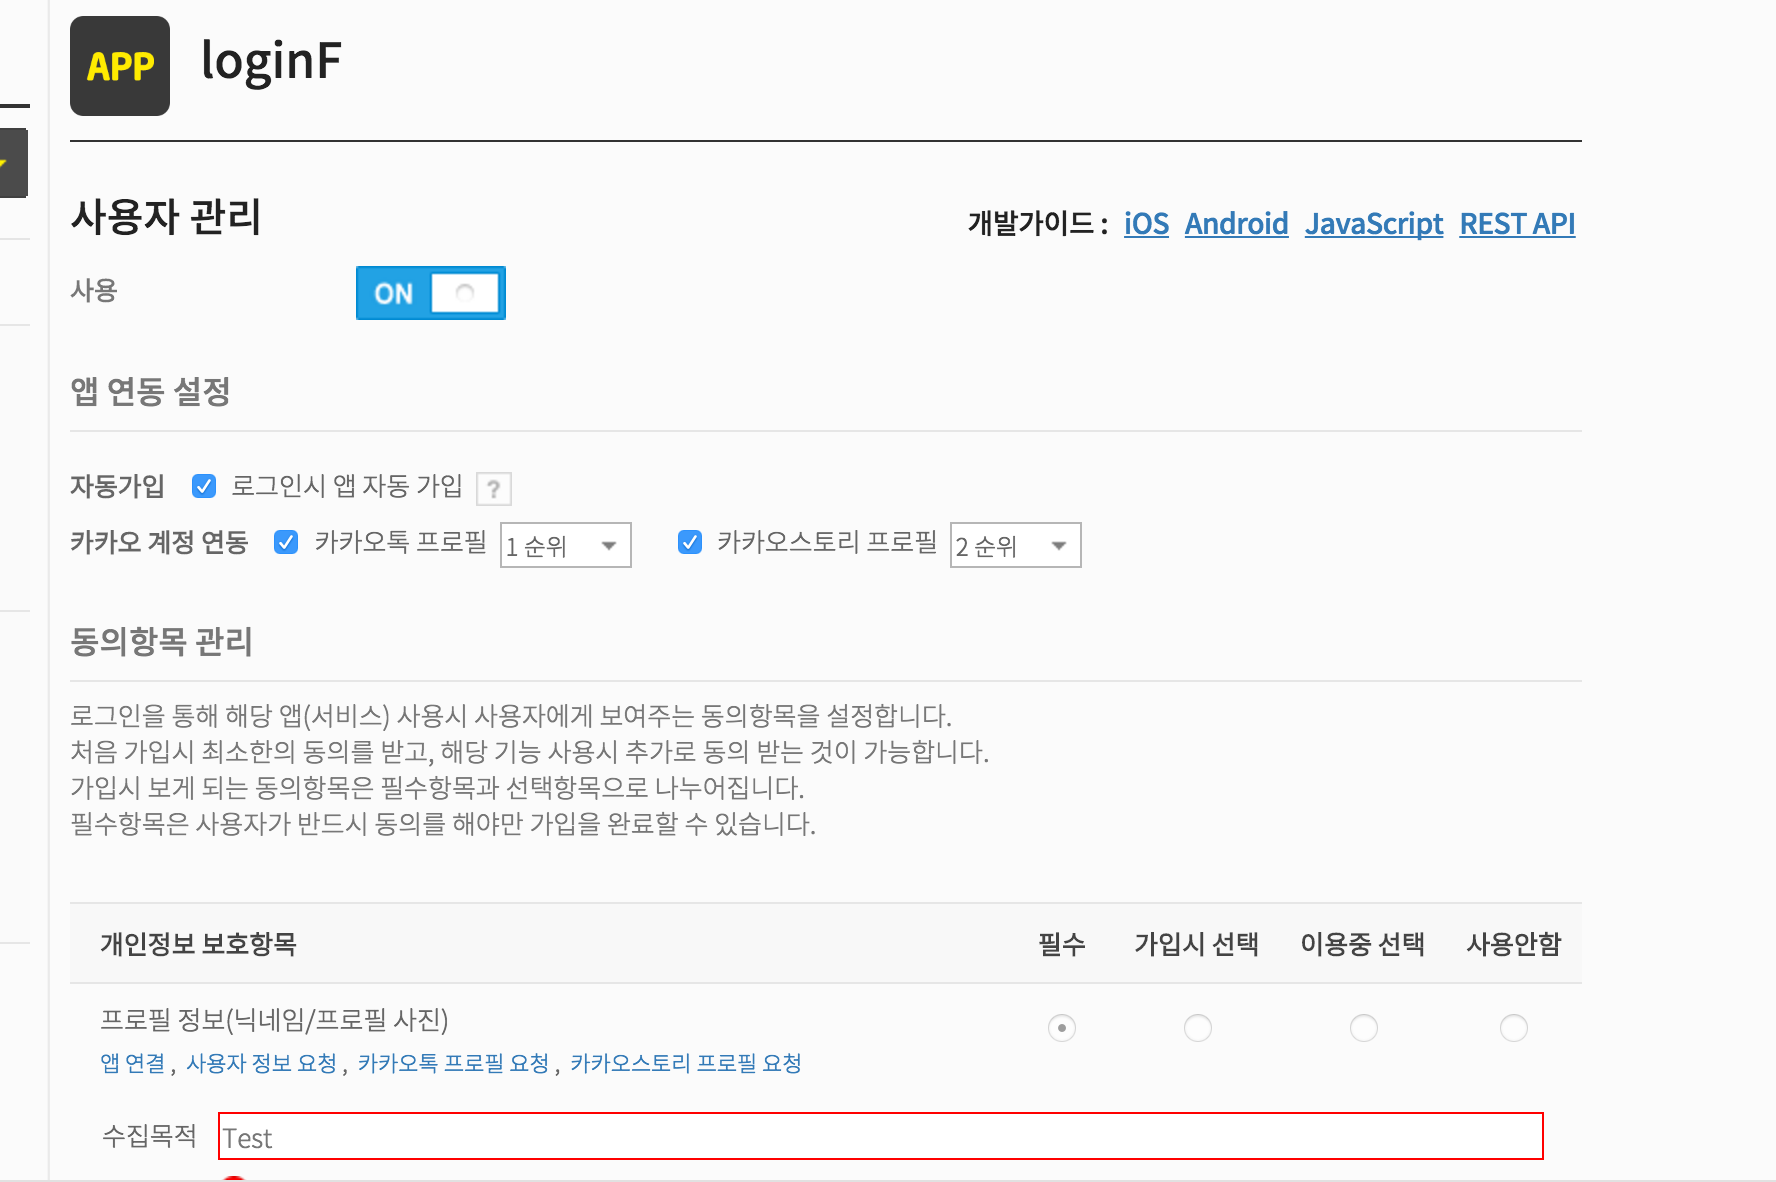 APP loginF
사용자 관리
개발가이드 : iOS Android JavaScript REST API
사용 ON
앱 연동 설정
자동가입 로그인시 앱 자동 가입 ?
카카오 계정 연동 카카오톡 프로필 1 순위 카카오스토리 프로필 2 순위
동의항목 관리
로그인을 통해 해당 앱(서비스) 사용시 사용자에게 보여주는 동의항목을 설정합니다.
처음 가입시 최소한의 동의를 받고, 해당 기능 사용시 추가로 동의 받는 것이 가능합니다.
가입시 보게 되는 동의항목은 필수항목과 선택항목으로 나누어집니다.
필수항목은 사용자가 반드시 동의를 해야만 가입을 완료할 수 있습니다.
개인정보 보호항목 필수 가입시 선택 이용중 선택 사용안함
프로필 정보(닉네임/프로필 사진)
앱 연결 , 사용자 정보 요청 , 카카오톡 프로필 요청 , 카카오스토리 프로필 요청
수집목적 Test